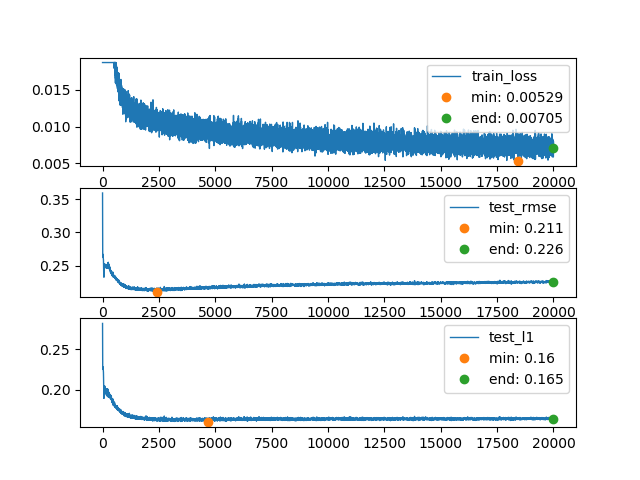 train_loss
min: 0.00529
end: 0.00705
0.015
0.010
0.005
0 2500 5000 7500 10000 12500 15000 17500 20000
test_rmse
min: 0.211
end: 0.226
0.35
0.30
0.25
0 2500 5000 7500 10000 12500 15000 17500 20000
test_l1
min: 0.16
end: 0.165
0.25
0.20
0 2500 5000 7500 10000 12500 15000 17500 20000